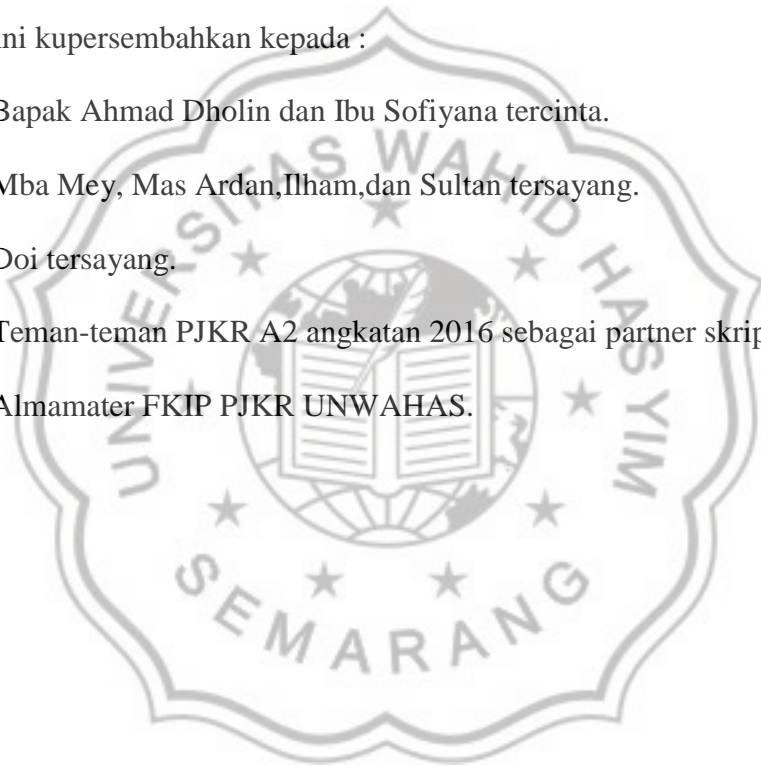 ini kupersembahkan kepada :
Bapak Ahmad Dholin dan Ibu Sofiyana tercinta.
Mba Mey, Mas Ardan,Ilham,dan Sultan tersayang.
Doi tersayang.
Teman-teman PJKR A2 angkatan 2016 sebagai partner skrip
Almamater FKIP PJKR UNWAHAS.
UNIVERSITAS WAHID HASYIM
SEMARANG